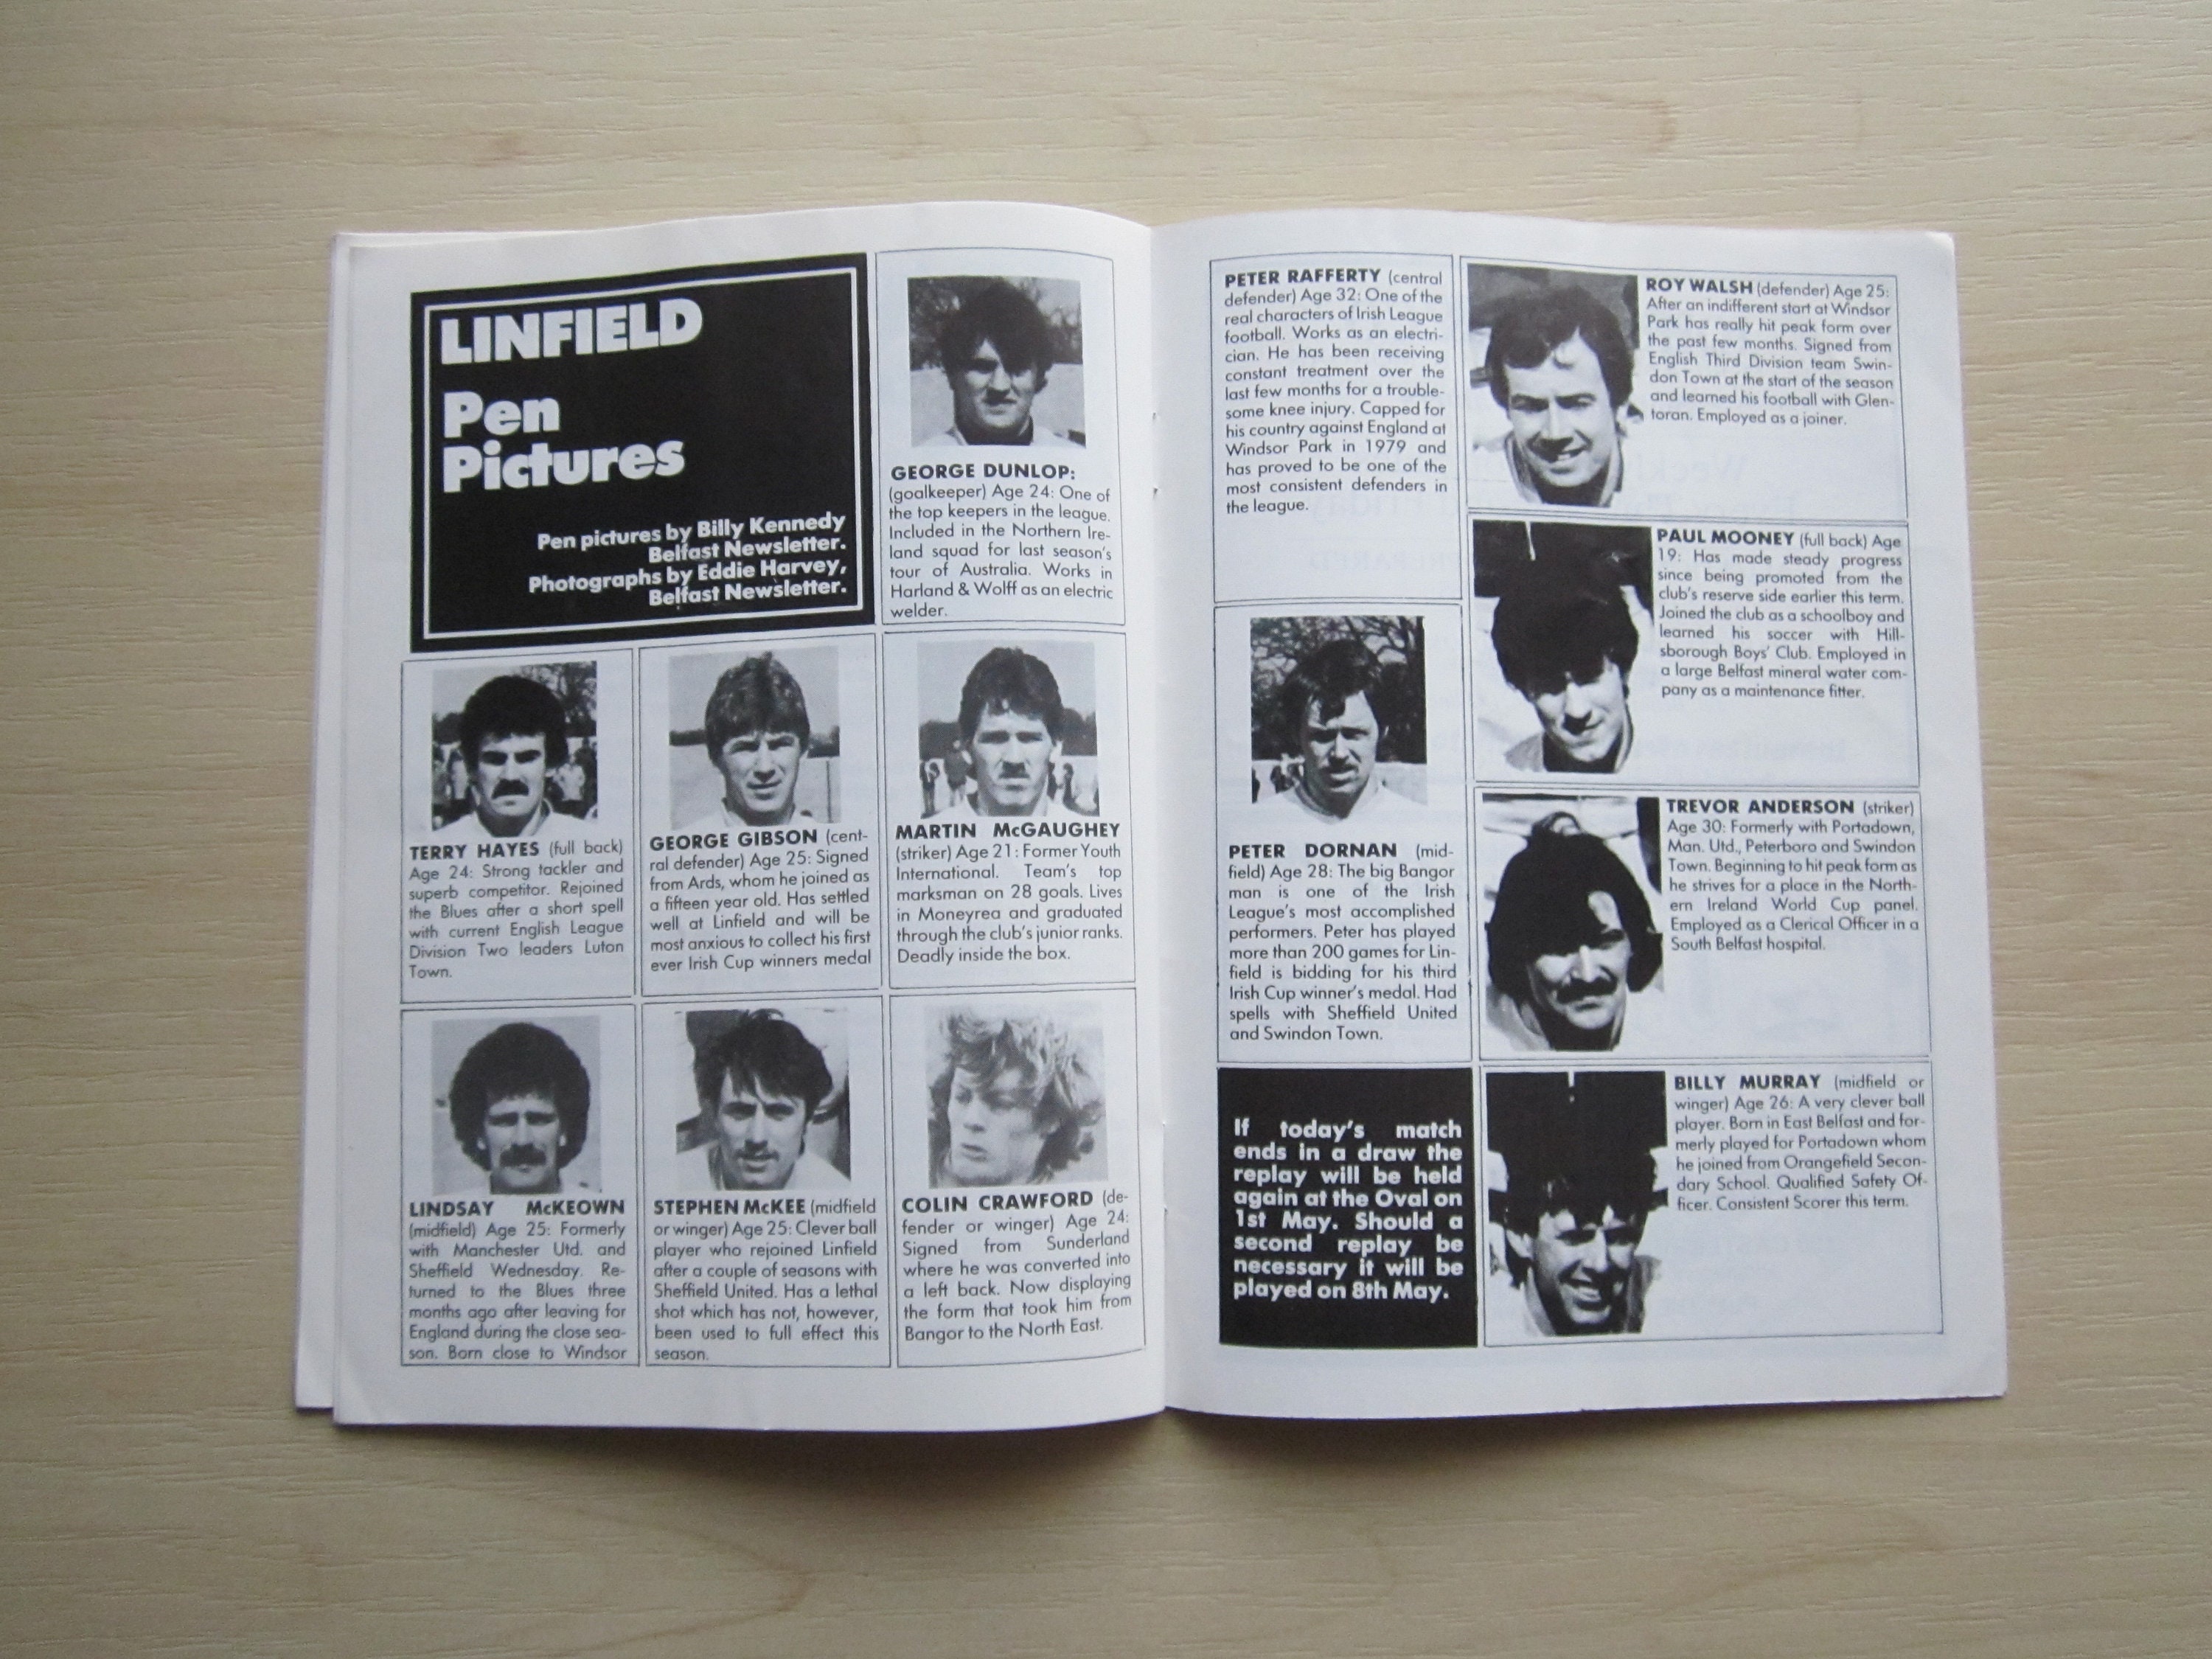 LINFIELD
Pen
Pictures
Pen pictures by Billy Kennedy
Belfast Newsletter.
Photographs by Eddie Harvey,
Belfast Newsletter.
GEORGE DUNLOP:
(goalkeeper) Age 24: One of
the top keepers in the league.
Included in the Northern Ire-
land squad for last season's
tour of Australia. Works in
Harland & Wolff as an electric
welder.
TERRY HAYES (full back)
Age 24: Strong tackler and
superb competitor. Rejoined
the Blues after a short spell
with current English League
Division Two leaders Luton
Town.
GEORGE GIBSON (cent-
ral defender) Age 25: Signed
from Ards, whom he joined as
a fifteen year old. Has settled
well at Linfield and will be
most anxious to collect his first
ever Irish Cup winners medal
MARTIN McGAUGHEY
(striker) Age 21: Former Youth
International. Team's top
marksman on 28 goals. Lives
in Moneyrea and graduated
through the club's junior ranks.
Deadly inside the box.
LINDSAY McKEOWN
(midfield) Age 25: Formerly
with Manchester Utd. and
Sheffield Wednesday. Re-
turned to the Blues three
months ago after leaving for
England during the close sea-
son. Born close to Windsor
STEPHEN McKEE (midfield
or winger) Age 25: Clever ball
player who rejoined Linfield
after a couple of seasons with
Sheffield United. Has a lethal
shot which has not, however,
been used to full effect this
season.
COLIN CRAWFORD (de-
fender or winger) Age 24:
Signed from Sunderland
where he was converted into
a left back. Now displaying
the form that took him from
Bangor to the North East.
PETER RAFFERTY (central
defender) Age 32: One of the
real characters of Irish League
football. Works as an electri-
cian. He has been receiving
constant treatment over the
last few months for a trouble-
some knee injury. Capped for
his country against England at
Windsor Park in 1979 and
has proved to be one of the
most consistent defenders in
the league.
PETER DORNAN (mid-
field) Age 28: The big Bangor
man is one of the Irish
League's most accomplished
performers. Peter has played
more than 200 games for Lin-
field is bidding for his third
Irish Cup winner's medal. Had
spells with Sheffield United
and Swindon Town.
If today's match
ends in a draw the
replay will be held
again at the Oval on
1st May. Should a
second replay be
necessary it will be
played on 8th May.
ROY WALSH (defender) Age 25:
After an indifferent start at Windsor
Park has really hit peak form over
the past few months. Signed from
English Third Division team Swin-
don Town at the start of the season
and learned his football with Glen-
toran. Employed as a joiner.
PAUL MOONEY (full back) Age
19: Has made steady progress
since being promoted from the
club's reserve side earlier this term.
Joined the club as a schoolboy and
learned his soccer with Hill-
sborough Boys' Club. Employed in
a large Belfast mineral water com-
pany as a maintenance fitter.
TREVOR ANDERSON (striker)
Age 30: Formerly with Portadown,
Man. Utd., Peterboro and Swindon
Town. Beginning to hit peak form as
he strives for a place in the North-
ern Ireland World Cup panel.
Employed as a Clerical Officer in a
South Belfast hospital.
BILLY MURRAY (midfield or
winger) Age 26: A very clever ball
player. Born in East Belfast and for-
merly played for Portadown whom
he joined from Orangefield Secon-
dary School. Qualified Safety Of-
ficer. Consistent Scorer this term.